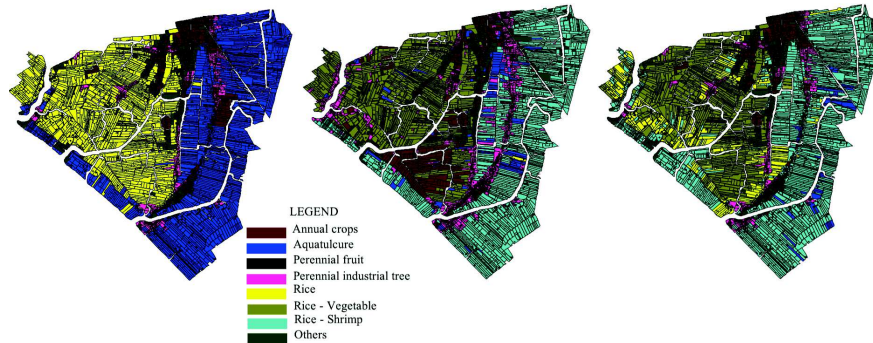 LEGEND
Annual crops
Aquatulcure
Perennial fruit
Perennial industrial tree
Rice
Rice - Vegetable
Rice - Shrimp
Others